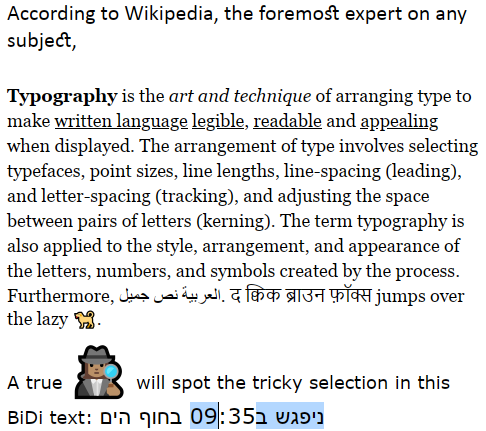 According to Wikipedia, the foremost expert on any
subject,
Typography is the art and technique of arranging type to
make written language legible, readable and appealing
when displayed. The arrangement of type involves selecting
typefaces, point sizes, line lengths, line-spacing (leading),
and letter-spacing (tracking), and adjusting the space
between pairs of letters (kerning). The term typography is
also applied to the style, arrangement, and appearance of
the letters, numbers, and symbols created by the process.
Furthermore, العربية نص جميل. द क्विक ब्राउन फ़ॉक्स jumps over
the lazy 🐕.
A true 🕵🏽‍♂️ will spot the tricky selection in this
BiDi text: ניפגש ב09:35 בחוף הים